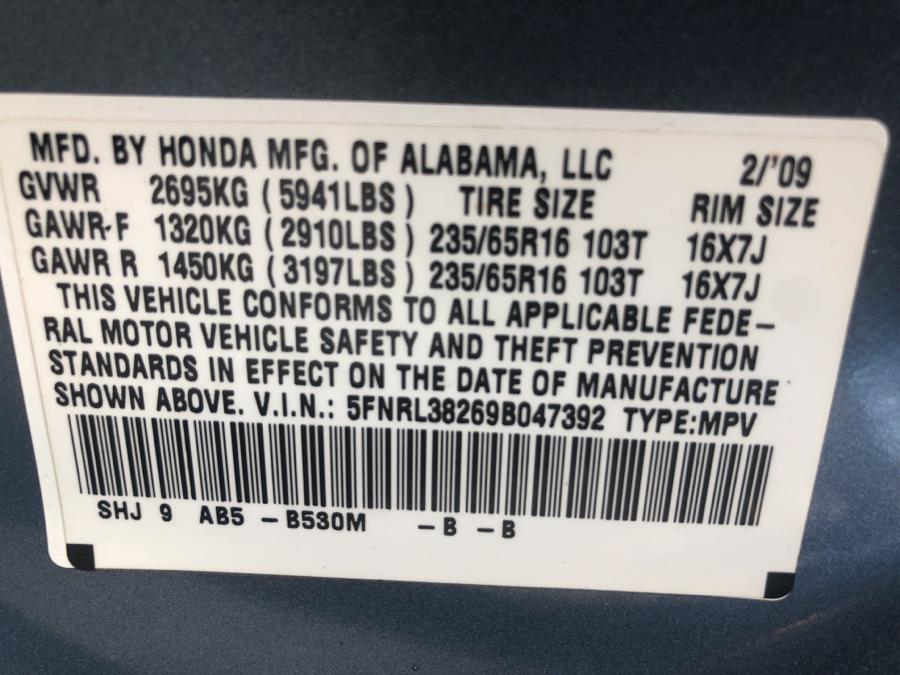 MFD. BY HONDA MFG. OF ALABAMA, LLC 2/'09
GVWR 2695KG (5941LBS) TIRE SIZE RIM SIZE
GAWR-F 1320KG (2910LBS) 235/65R16 103T 16X7J
GAWR R 1450KG (3197LBS) 235/65R16 103T 16X7J
THIS VEHICLE CONFORMS TO ALL APPLICABLE FEDE-
RAL MOTOR VEHICLE SAFETY AND THEFT PREVENTION
STANDARDS IN EFFECT ON THE DATE OF MANUFACTURE
SHOWN ABOVE. V.I.N.: 5FNRL38269B047392 TYPE:MPV
SHJ 9 AB5 -B530M -B -B